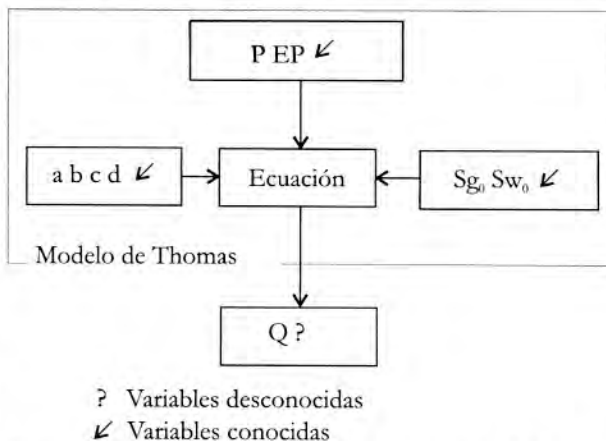 P EP ↙
a b c d ↙
Ecuación
Sg₀ Sw₀ ↙
Modelo de Thomas
Q ?
? Variables desconocidas
↙ Variables conocidas